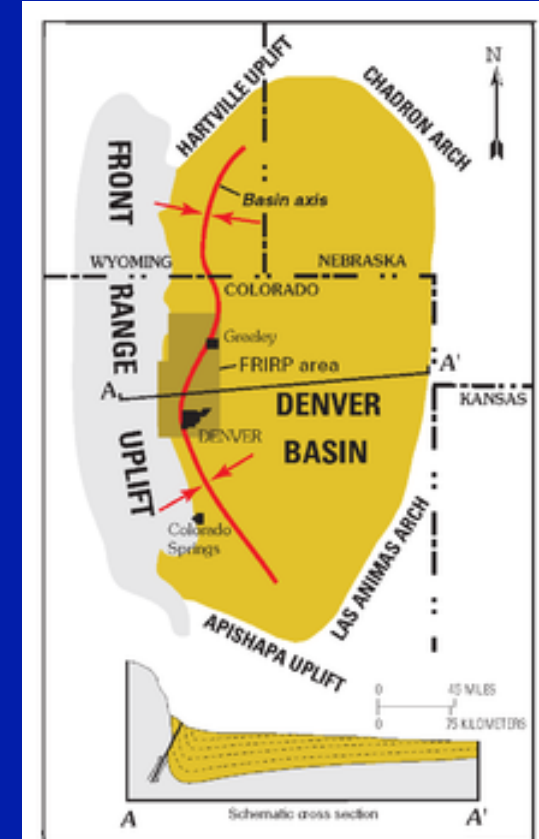 HARTVILLE UPLIFT
CHADRON ARCH
N
FRONT
RANGE
UPLIFT
Basin axis
WYOMING
NEBRASKA
COLORADO
Greeley
FRIRP area
A
A'
KANSAS
DENVER
BASIN
DENVER
Colorado
Springs
LAS ANIMAS ARCH
APISHAPA UPLIFT
0
45 MILES
0
75 KILOMETERS
Schematic cross section
A
A'